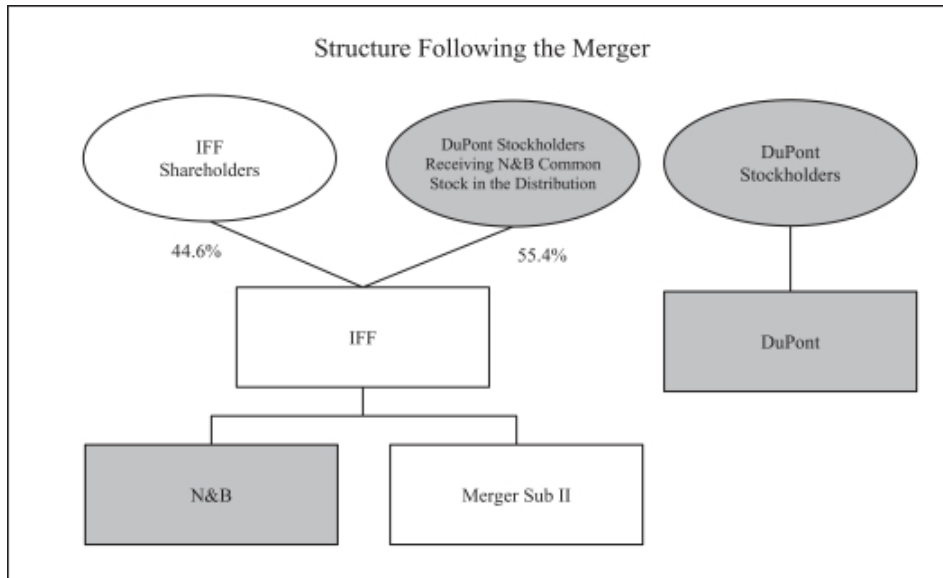 Structure Following the Merger
IFF
Shareholders
DuPont Stockholders
Receiving N&B Common
Stock in the Distribution
DuPont
Stockholders
44.6%
55.4%
IFF
DuPont
N&B
Merger Sub II